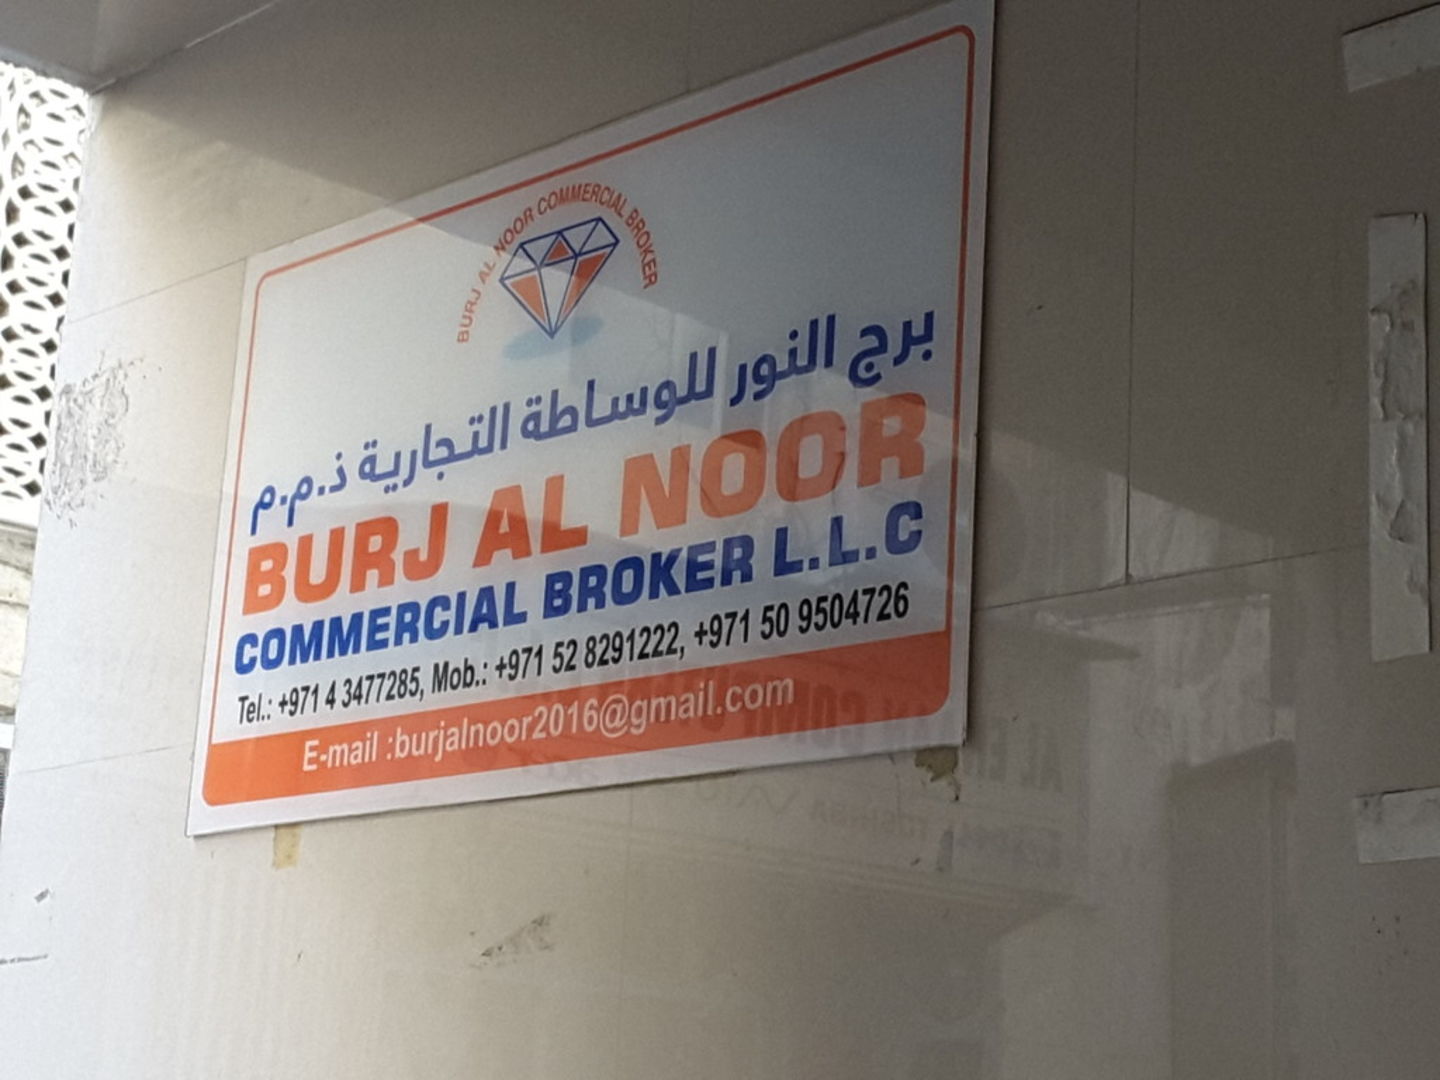 BURJ AL NOOR COMMERCIAL BROKER
برج النور للوساطة التجارية ذ.م.م
BURJ AL NOOR
COMMERCIAL BROKER L.L.C
Tel.: +971 4 3477285, Mob.: +971 52 8291222, +971 50 9504726
E-mail :burjalnoor2016@gmail.com